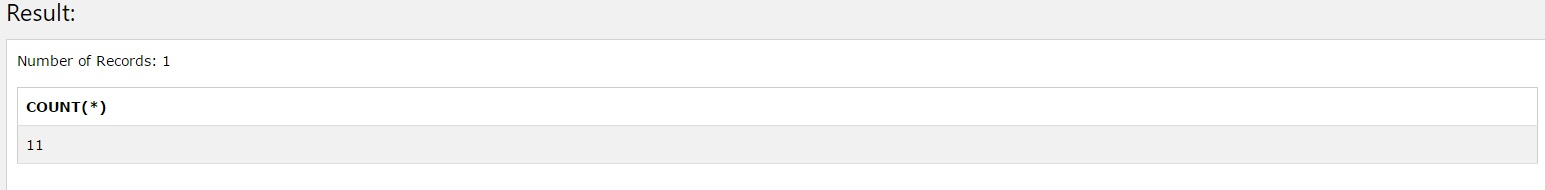 Result:
Number of Records: 1
COUNT(*)
11